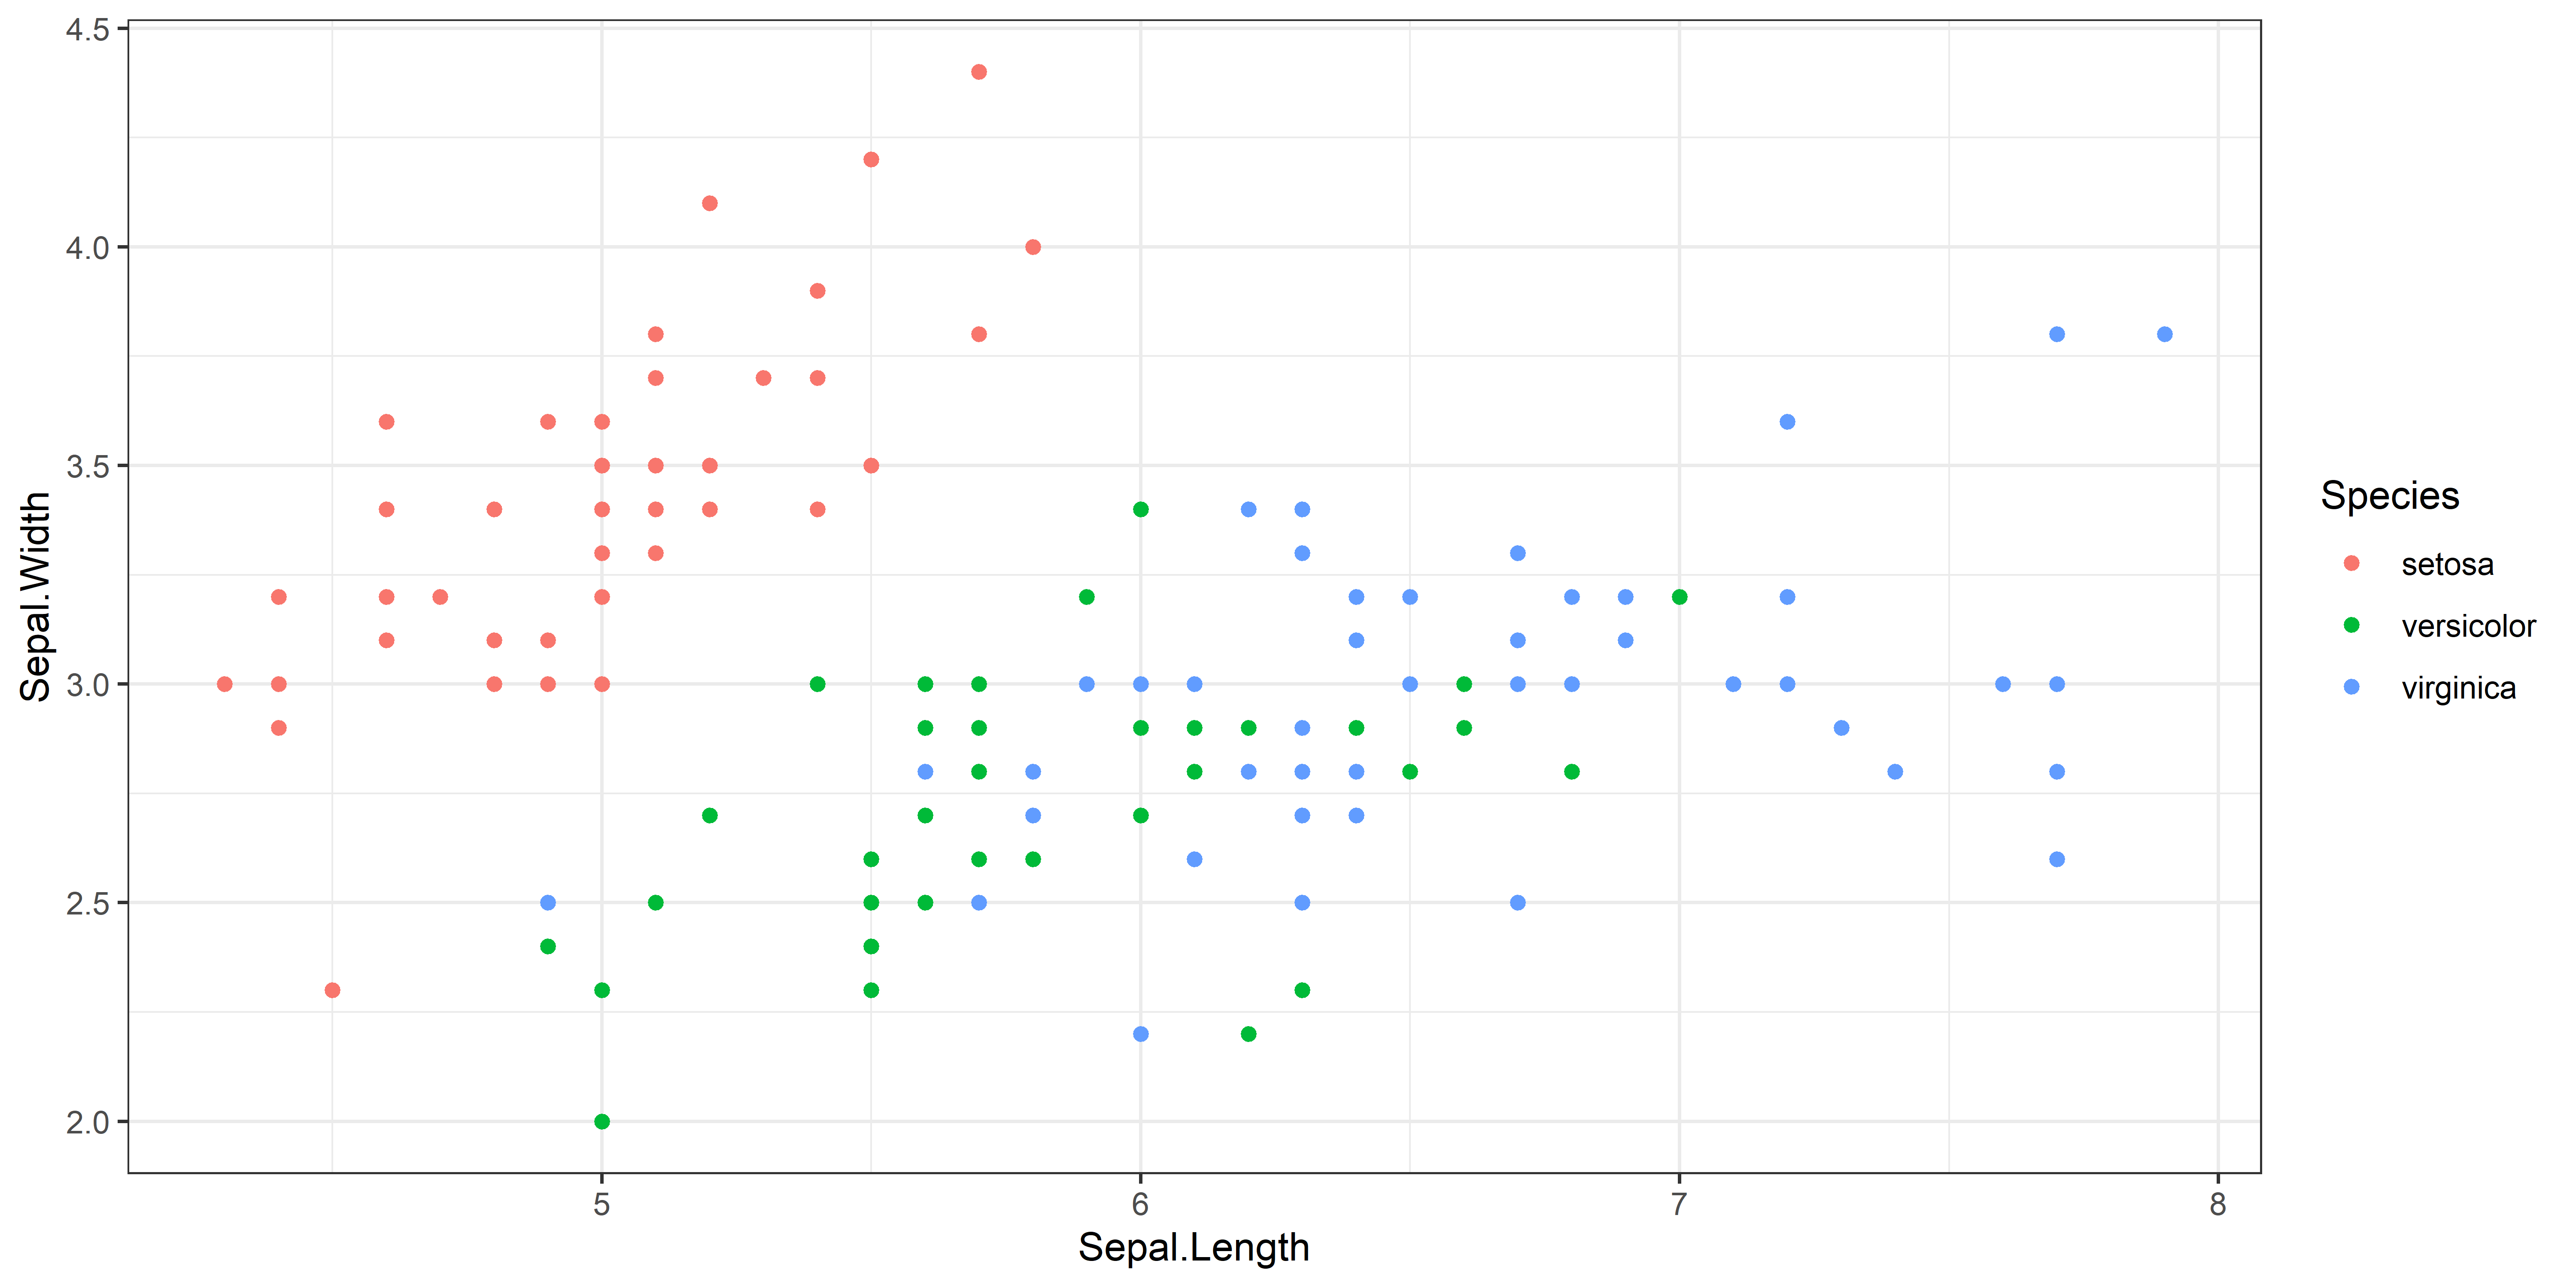 4.5
4.0
3.5
3.0
2.5
2.0
Sepal.Width
5 6 7 8
Sepal.Length
Species
setosa
versicolor
virginica